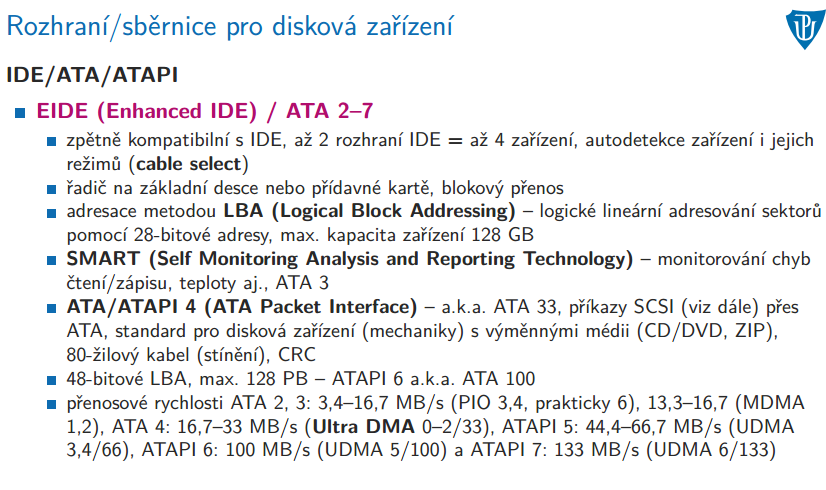 Rozhraní/sběrnice pro disková zařízení
IDE/ATA/ATAPI
EIDE (Enhanced IDE) / ATA 2–7
zpětně kompatibilní s IDE, až 2 rozhraní IDE = až 4 zařízení, autodetekce zařízení i jejich
režimů (cable select)
řadič na základní desce nebo přídavné kartě, blokový přenos
adresace metodou LBA (Logical Block Addressing) – logické lineární adresování sektorů
pomocí 28-bitové adresy, max. kapacita zařízení 128 GB
SMART (Self Monitoring Analysis and Reporting Technology) – monitorování chyb
čtení/zápisu, teploty aj., ATA 3
ATA/ATAPI 4 (ATA Packet Interface) – a.k.a. ATA 33, příkazy SCSI (viz dále) přes
ATA, standard pro disková zařízení (mechaniky) s výměnnými médii (CD/DVD, ZIP),
80-žilový kabel (stínění), CRC
48-bitové LBA, max. 128 PB – ATAPI 6 a.k.a. ATA 100
přenosové rychlosti ATA 2, 3: 3,4–16,7 MB/s (PIO 3,4, prakticky 6), 13,3–16,7 (MDMA
1,2), ATA 4: 16,7–33 MB/s (Ultra DMA 0–2/33), ATAPI 5: 44,4–66,7 MB/s (UDMA
3,4/66), ATAPI 6: 100 MB/s (UDMA 5/100) a ATAPI 7: 133 MB/s (UDMA 6/133)